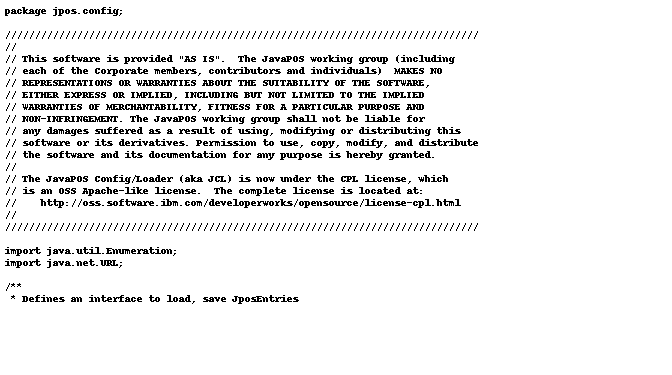 package jpos.config;
///////////////////////////////////////////////////////////////////////////////
//
// This software is provided "AS IS".  The JavaPOS working group (including
// each of the Corporate members, contributors and individuals)  MAKES NO
// REPRESENTATIONS OR WARRANTIES ABOUT THE SUITABILITY OF THE SOFTWARE,
// EITHER EXPRESS OR IMPLIED, INCLUDING BUT NOT LIMITED TO THE IMPLIED
// WARRANTIES OF MERCHANTABILITY, FITNESS FOR A PARTICULAR PURPOSE AND
// NON-INFRINGEMENT. The JavaPOS working group shall not be liable for
// any damages suffered as a result of using, modifying or distributing this
// software or its derivatives. Permission to use, copy, modify, and distribute
// the software and its documentation for any purpose is hereby granted.
//
// The JavaPOS Config/Loader (aka JCL) is now under the CPL license, which
// is an OSS Apache-like license.  The complete license is located at:
//    http://oss.software.ibm.com/developerworks/opensource/license-cpl.html
//
///////////////////////////////////////////////////////////////////////////////
import java.util.Enumeration;
import java.net.URL;
/**
 * Defines an interface to load, save JposEntries